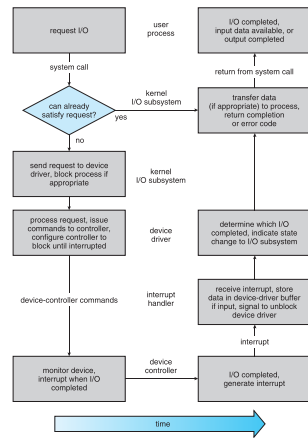 request I/O
user
process
I/O completed,
input data available, or
output completed
system call
return from system call
can already
satisfy request?
kernel
I/O subsystem
yes
transfer data
(if appropriate) to process,
return completion
or error code
no
send request to device
driver, block process if
appropriate
kernel
I/O subsystem
process request, issue
commands to controller,
configure controller to
block until interrupted
device
driver
determine which I/O
completed, indicate state
change to I/O subsystem
device-controller commands
interrupt
handler
receive interrupt, store
data in device-driver buffer
if input, signal to unblock
device driver
interrupt
monitor device,
interrupt when I/O
completed
device
controller
I/O completed,
generate interrupt
time